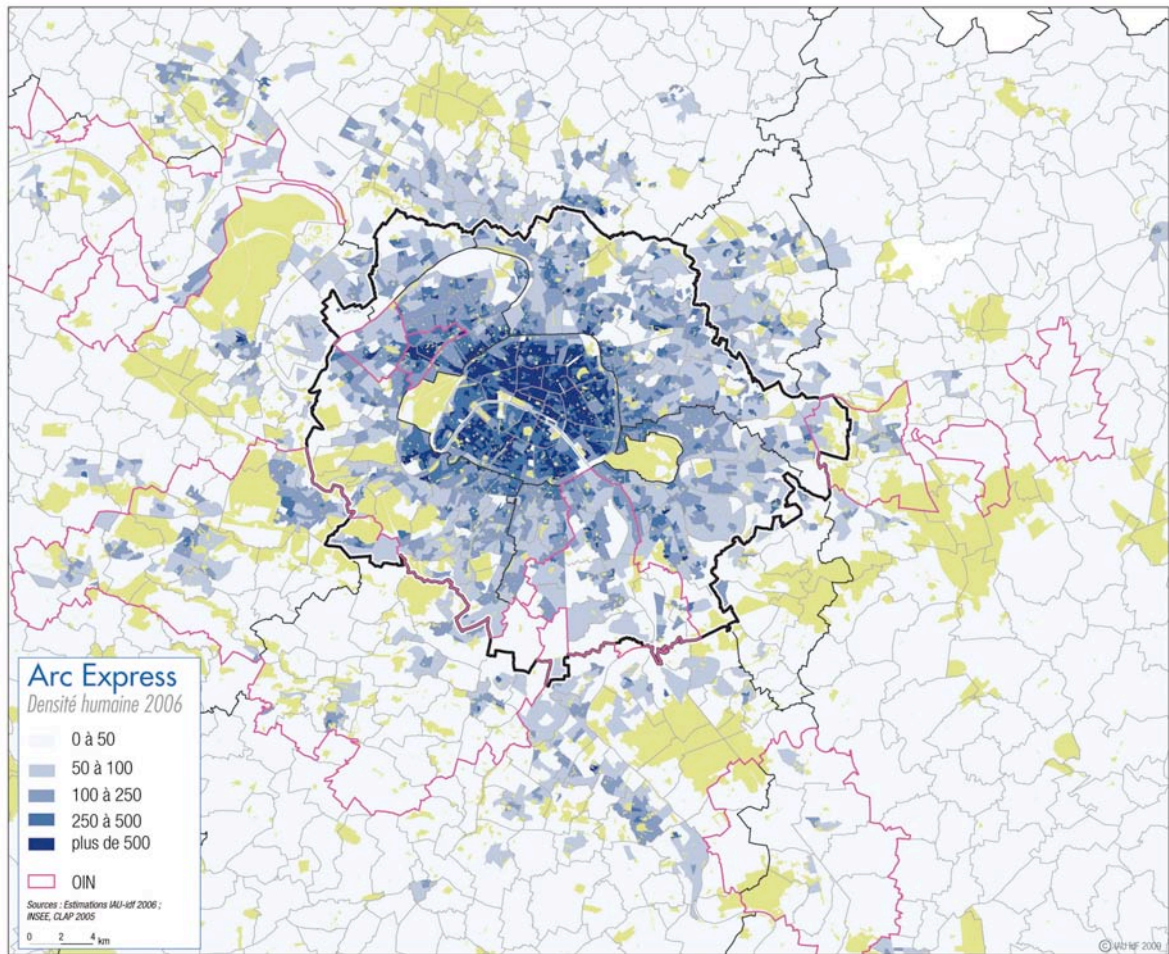 Arc Express
Densité humaine 2006
0 à 50
50 à 100
100 à 250
250 à 500
plus de 500
OIN
Sources : Estimations IAU-îdf 2006 ;
INSEE, CLAP 2005
0 2 4 km
© IAU îdF 2009